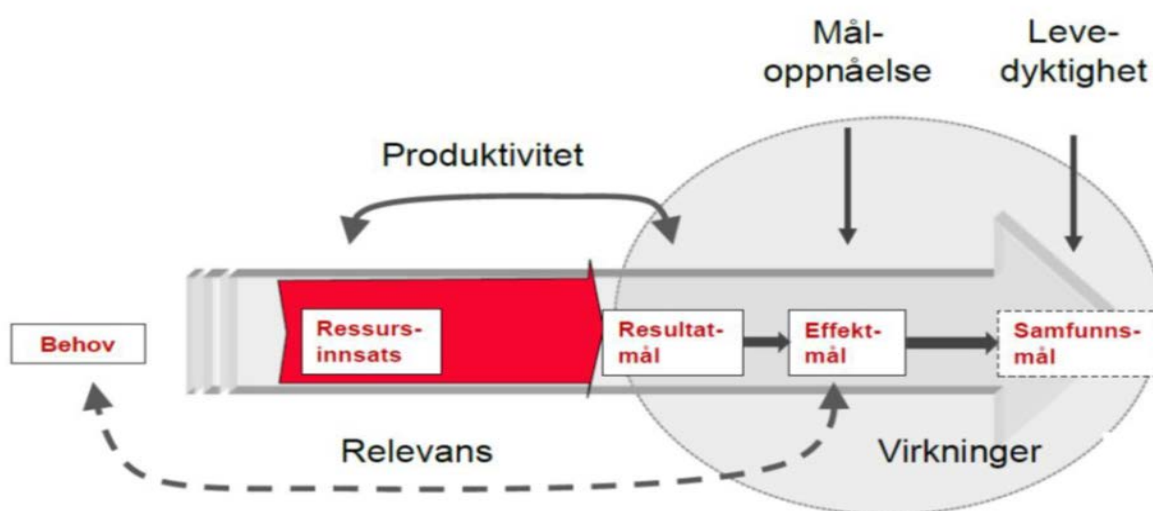 Mål-
oppnåelse
Leve-
dyktighet
Produktivitet
Behov
Ressurs-
innsats
Resultat-
mål
Effekt-
mål
Samfunns-
mål
Relevans
Virkninger